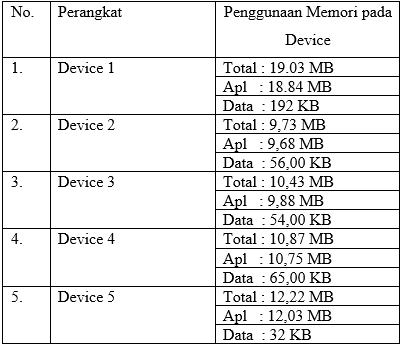 No. Perangkat Penggunaan Memori pada
Device
1. Device 1 Total : 19.03 MB
Apl : 18.84 MB
Data : 192 KB
2. Device 2 Total : 9,73 MB
Apl : 9,68 MB
Data : 56,00 KB
3. Device 3 Total : 10,43 MB
Apl : 9,88 MB
Data : 54,00 KB
4. Device 4 Total : 10,87 MB
Apl : 10,75 MB
Data : 65,00 KB
5. Device 5 Total : 12,22 MB
Apl : 12,03 MB
Data : 32 KB